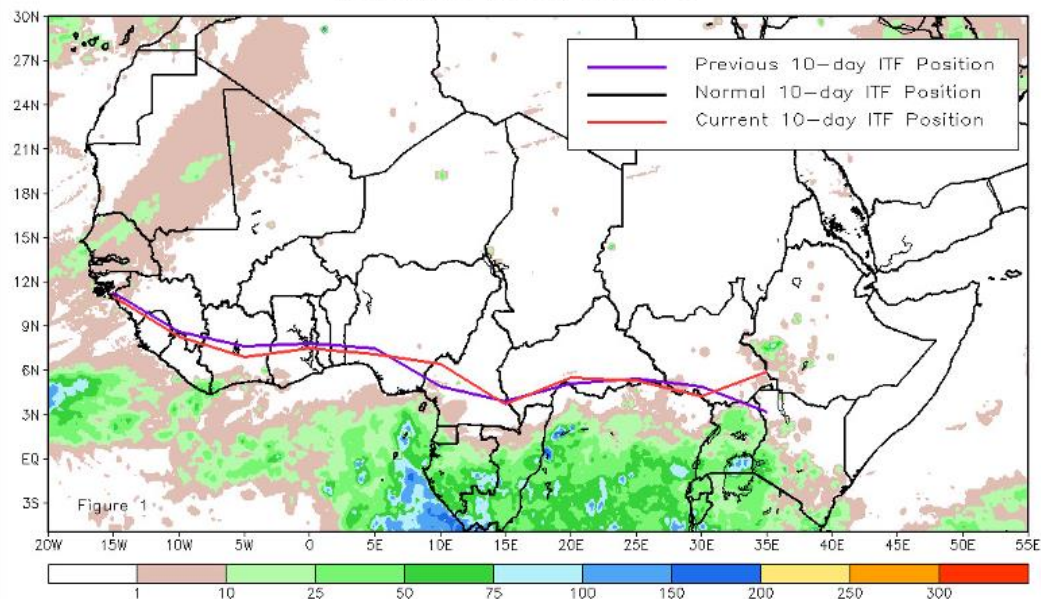 30N
27N
24N
21N
18N
15N
12N
9N
6N
3N
EQ
3S
Previous 10-day ITF Position
Normal 10-day ITF Position
Current 10-day ITF Position
Figure 1
20W 15W 10W 5W 0 5E 10E 15E 20E 25E 30E 35E 40E 45E 50E 55E
1 10 25 50 75 100 150 200 250 300